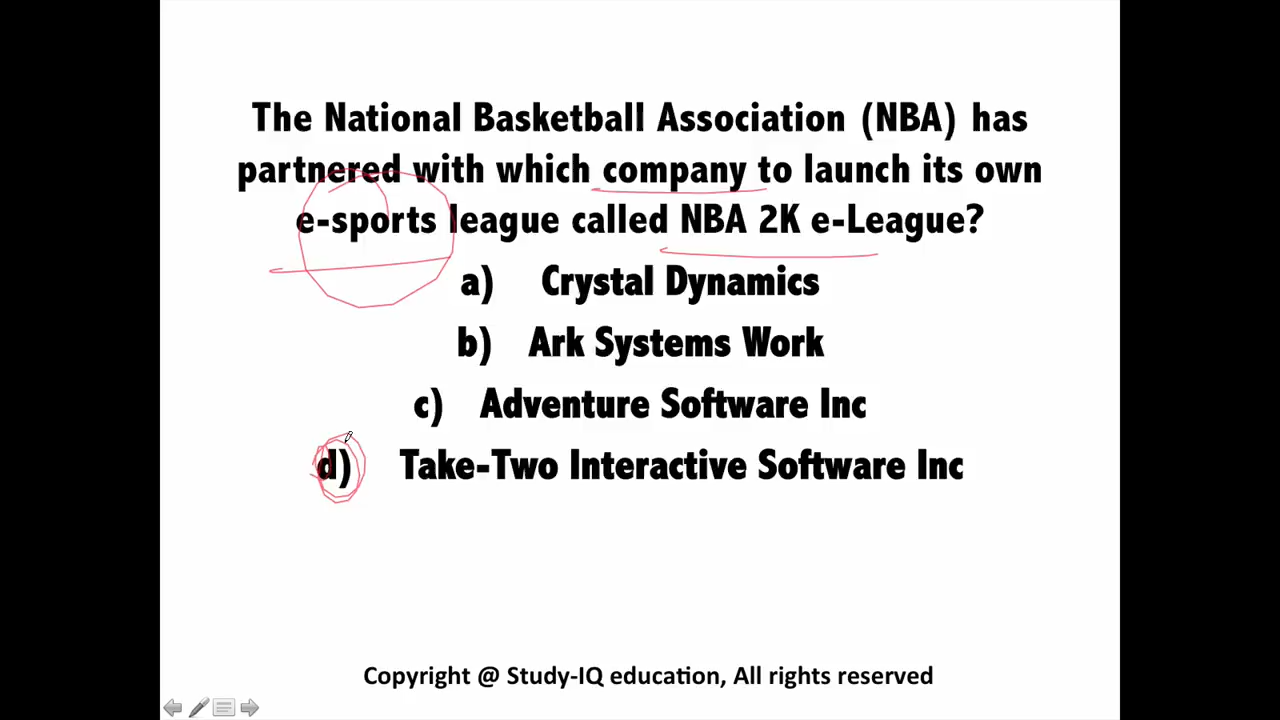 The National Basketball Association (NBA) has
partnered with which company to launch its own
e-sports league called NBA 2K e-League?
a) Crystal Dynamics
b) Ark Systems Work
c) Adventure Software Inc
d) Take-Two Interactive Software Inc
Copyright @ Study-IQ education, All rights reserved